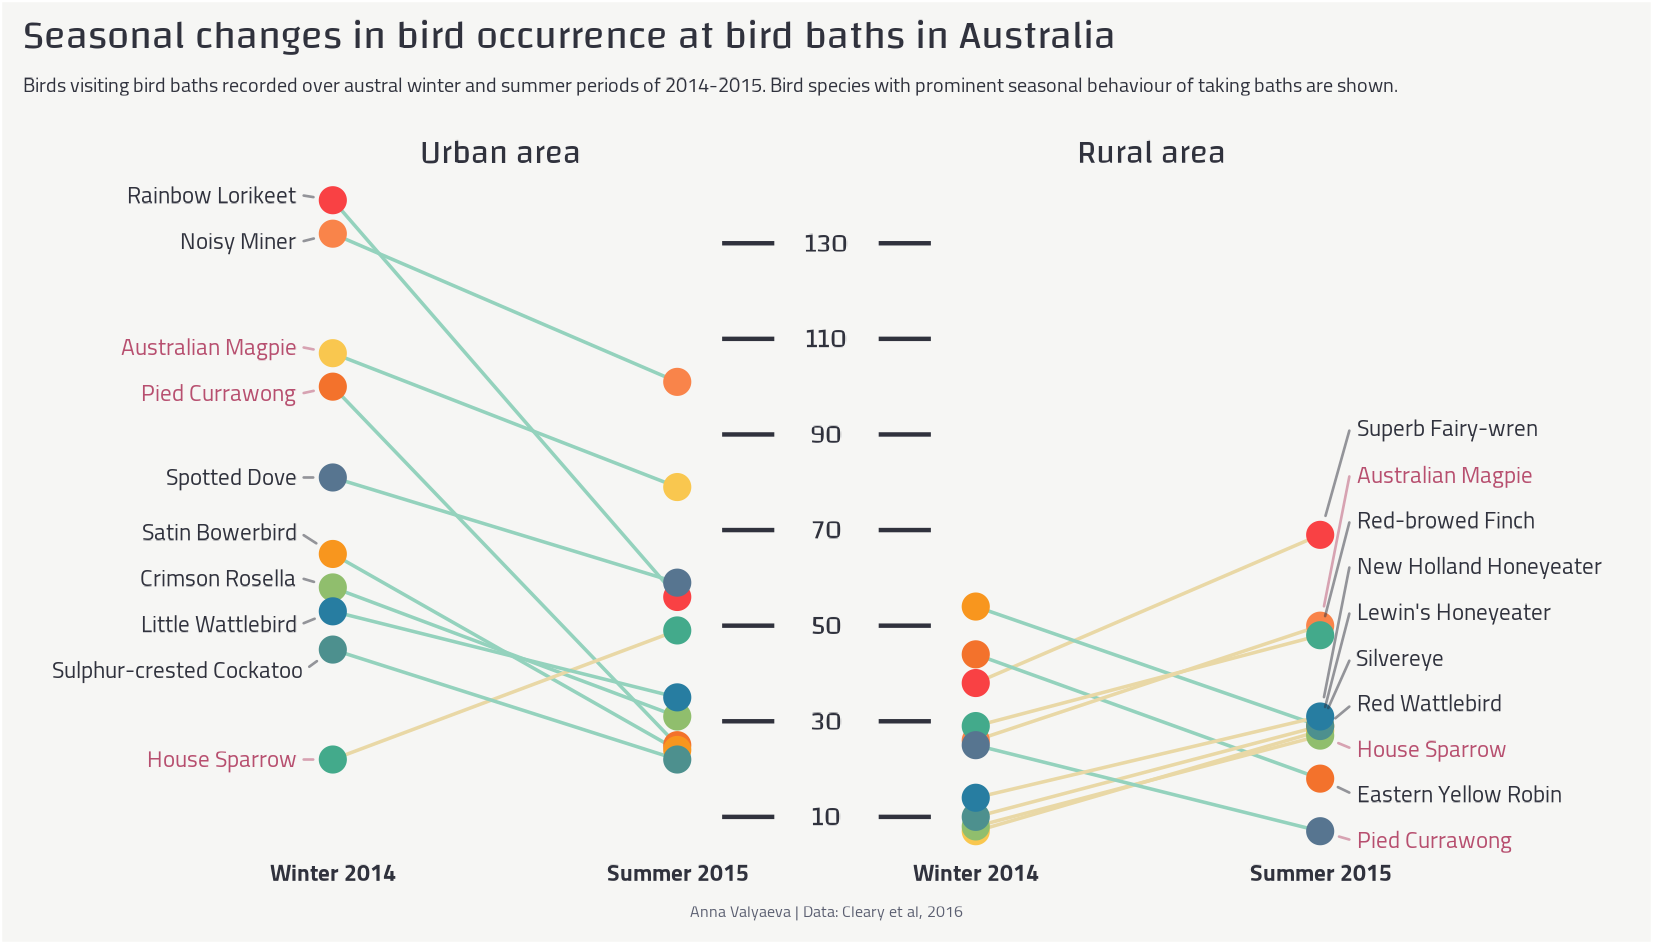 Seasonal changes in bird occurrence at bird baths in Australia
Birds visiting bird baths recorded over austral winter and summer periods of 2014-2015. Bird species with prominent seasonal behaviour of taking baths are shown.
Urban area
Rainbow Lorikeet
Noisy Miner
Australian Magpie
Pied Currawong
Spotted Dove
Satin Bowerbird
Crimson Rosella
Little Wattlebird
Sulphur-crested Cockatoo
House Sparrow
Winter 2014
Summer 2015
130
110
90
70
50
30
10
Rural area
Superb Fairy-wren
Australian Magpie
Red-browed Finch
New Holland Honeyeater
Lewin's Honeyeater
Silvereye
Red Wattlebird
House Sparrow
Eastern Yellow Robin
Pied Currawong
Winter 2014
Summer 2015
Anna Valyaeva | Data: Cleary et al, 2016